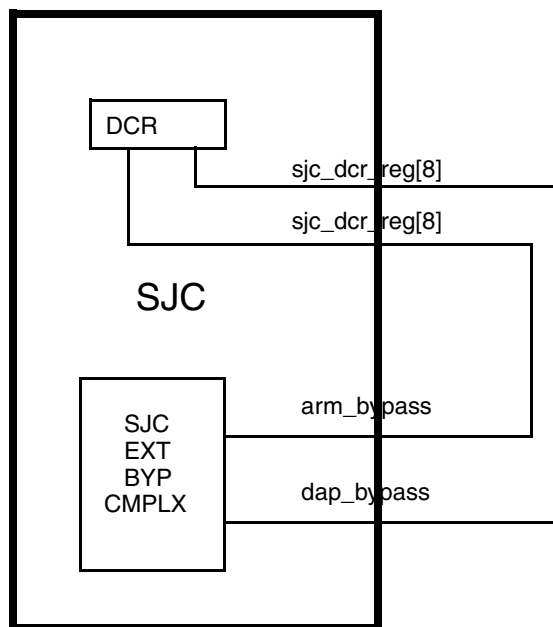 DCR
sjc_dcr_reg[8]
sjc_dcr_reg[8]
SJC
arm_bypass
SJC
EXT
BYP
CMPLX
dap_bypass